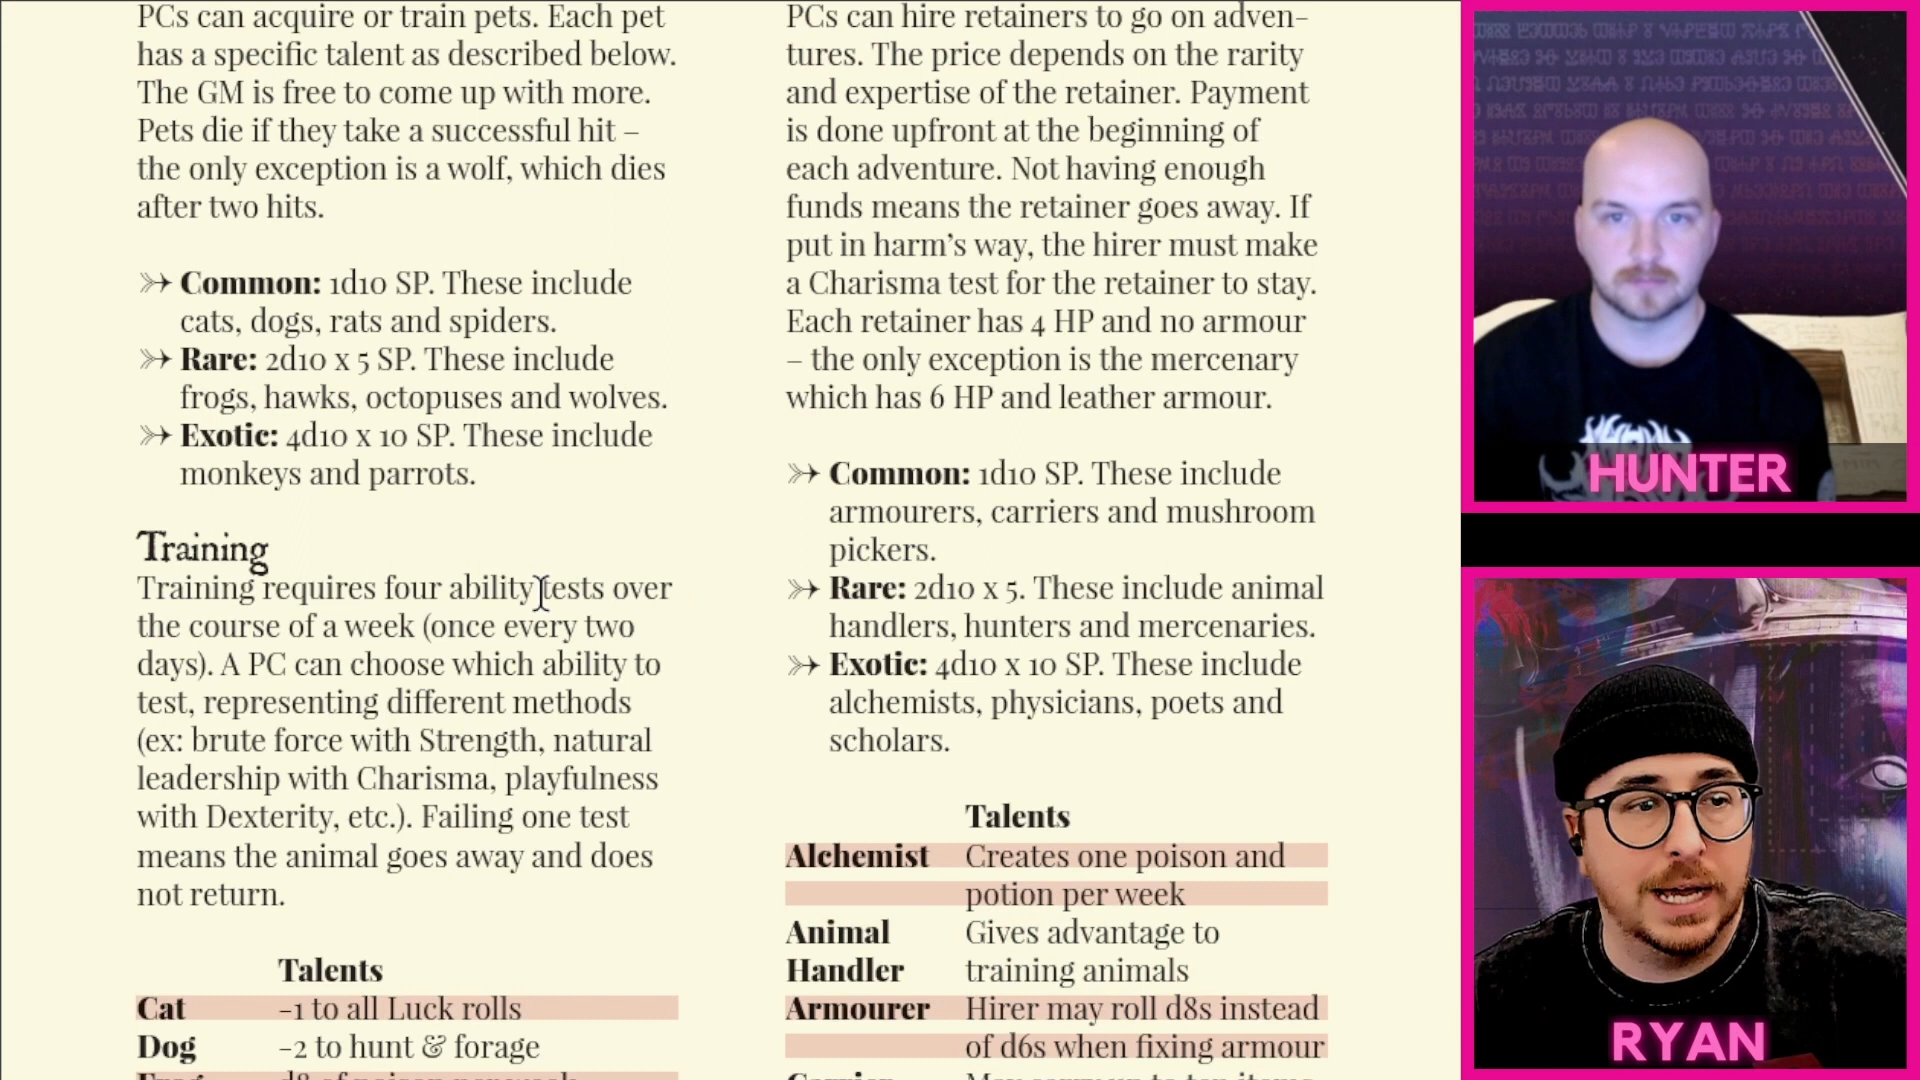 PCs can acquire or train pets. Each pet
has a specific talent as described below.
The GM is free to come up with more.
Pets die if they take a successful hit –
the only exception is a wolf, which dies
after two hits.
Common: 1d10 SP. These include
cats, dogs, rats and spiders.
Rare: 2d10 x 5 SP. These include
frogs, hawks, octopuses and wolves.
Exotic: 4d10 x 10 SP. These include
monkeys and parrots.
Training
Training requires four ability tests over
the course of a week (once every two
days). A PC can choose which ability to
test, representing different methods
(ex: brute force with Strength, natural
leadership with Charisma, playfulness
with Dexterity, etc.). Failing one test
means the animal goes away and does
not return.
Talents
Cat -1 to all Luck rolls
Dog -2 to hunt & forage
PCs can hire retainers to go on adven-
tures. The price depends on the rarity
and expertise of the retainer. Payment
is done upfront at the beginning of
each adventure. Not having enough
funds means the retainer goes away. If
put in harm's way, the hirer must make
a Charisma test for the retainer to stay.
Each retainer has 4 HP and no armour
– the only exception is the mercenary
which has 6 HP and leather armour.
Common: 1d10 SP. These include
armourers, carriers and mushroom
pickers.
Rare: 2d10 x 5. These include animal
handlers, hunters and mercenaries.
Exotic: 4d10 x 10 SP. These include
alchemists, physicians, poets and
scholars.
Talents
Alchemist Creates one poison and
potion per week
Animal Gives advantage to
Handler training animals
Armourer Hirer may roll d8s instead
of d6s when fixing armour
HUNTER
RYAN